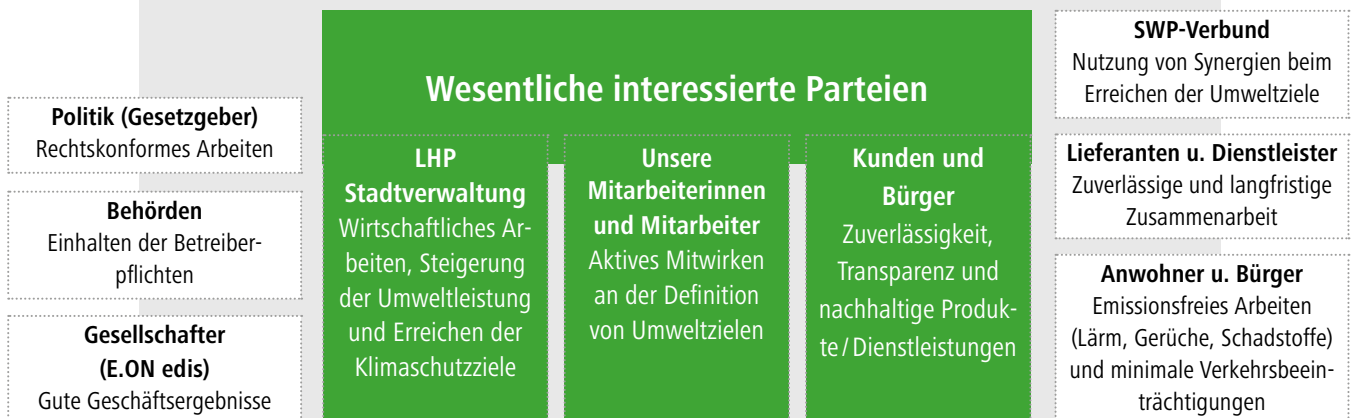 Wesentliche interessierte Parteien
Politik (Gesetzgeber)
Rechtskonformes Arbeiten
Behörden
Einhalten der Betreiber-
pflichten
Gesellschafter
(E.ON edis)
Gute Geschäftsergebnisse
LHP
Stadtverwaltung
Wirtschaftliches Ar-
beiten, Steigerung
der Umweltleistung
und Erreichen der
Klimaschutzziele
Unsere
Mitarbeiterinnen
und Mitarbeiter
Aktives Mitwirken
an der Definition
von Umweltzielen
Kunden und
Bürger
Zuverlässigkeit,
Transparenz und
nachhaltige Produk-
te / Dienstleistungen
SWP-Verbund
Nutzung von Synergien beim
Erreichen der Umweltziele
Lieferanten u. Dienstleister
Zuverlässige und langfristige
Zusammenarbeit
Anwohner u. Bürger
Emissionsfreies Arbeiten
(Lärm, Gerüche, Schadstoffe)
und minimale Verkehrsbeein-
trächtigungen